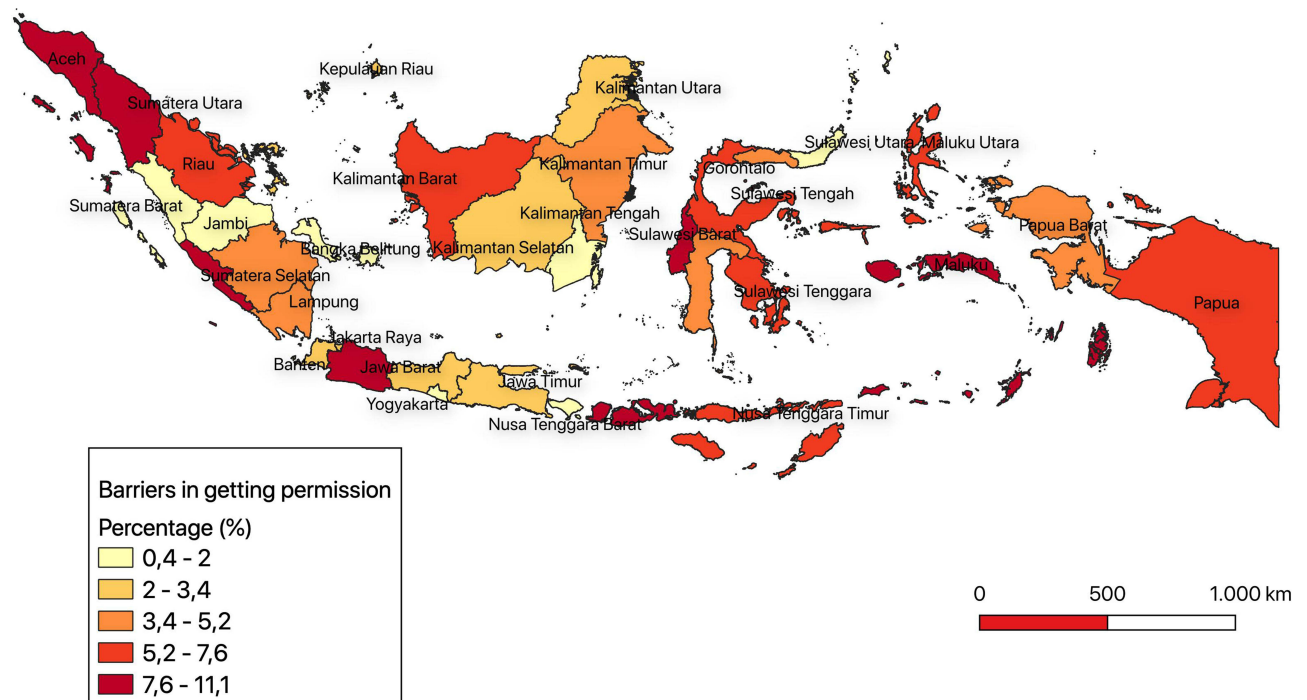 Kepulauan Riau
Aceh
Kalimantan Utara
Sumatera Utara
Sulawesi Utara
Maluku Utara
Riau
Kalimantan Timur
Gorontalo
Kalimantan Barat
Sulawesi Tengah
Sumatera Barat
Kalimantan Tengah
Jambi
Papua Barat
Sulawesi Barat
Bangka Belitung
Kalimantan Selatan
Maluku
Sumatera Selatan
Sulawesi Tenggara
Lampung
Papua
Jakarta Raya
Banten
Jawa Barat
Jawa Timur
Yogyakarta
Nusa Tenggara Timur
Nusa Tenggara Barat
Barriers in getting permission
Percentage (%)
0,4 - 2
2 - 3,4
3,4 - 5,2
5,2 - 7,6
7,6 - 11,1
0 500 1.000 km